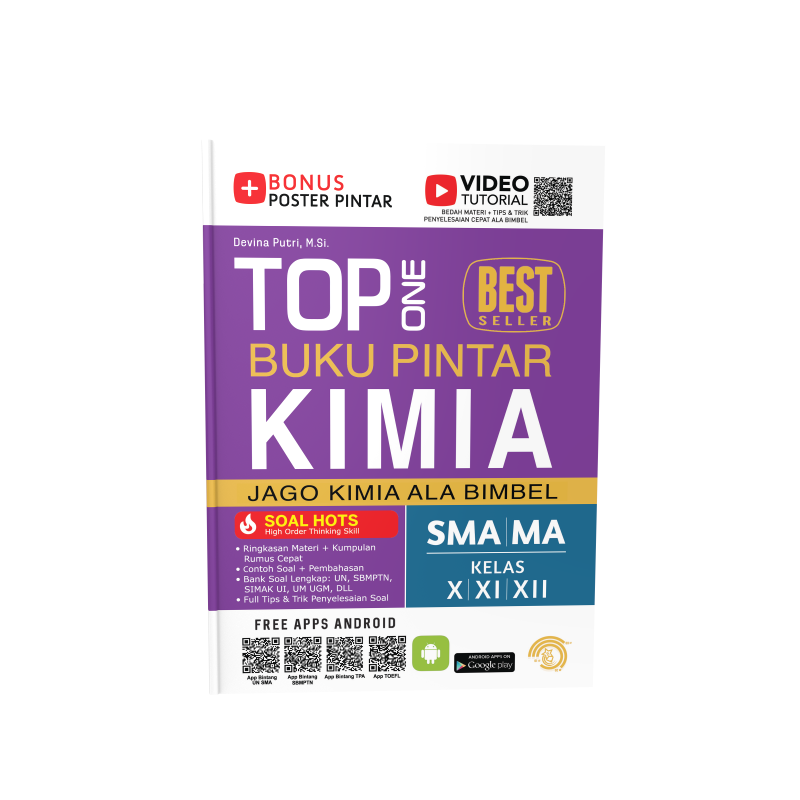 BONUS
POSTER PINTAR
VIDEO
TUTORIAL
BEDAH MATERI + TIPS & TRIK
PENYELESAIAN CEPAT ALA BIMBEL
Devina Putri, M.Si.
TOP ONE
BEST
SELLER
BUKU PINTAR
KIMIA
JAGO KIMIA ALA BIMBEL
SOAL HOTS
High Order Thinking Skill
• Ringkasan Materi + Kumpulan
Rumus Cepat
• Contoh Soal + Pembahasan
• Bank Soal Lengkap: UN, SBMPTN,
SIMAK UI, UM UGM, DLL
• Full Tips & Trik Penyelesaian Soal
SMA|MA
KELAS
X|XI|XII
FREE APPS ANDROID
App Bintang
UN SMA
App Bintang
SBMPTN
App Bintang TPA
App TOEFL
ANDROID APPS ON
Google play